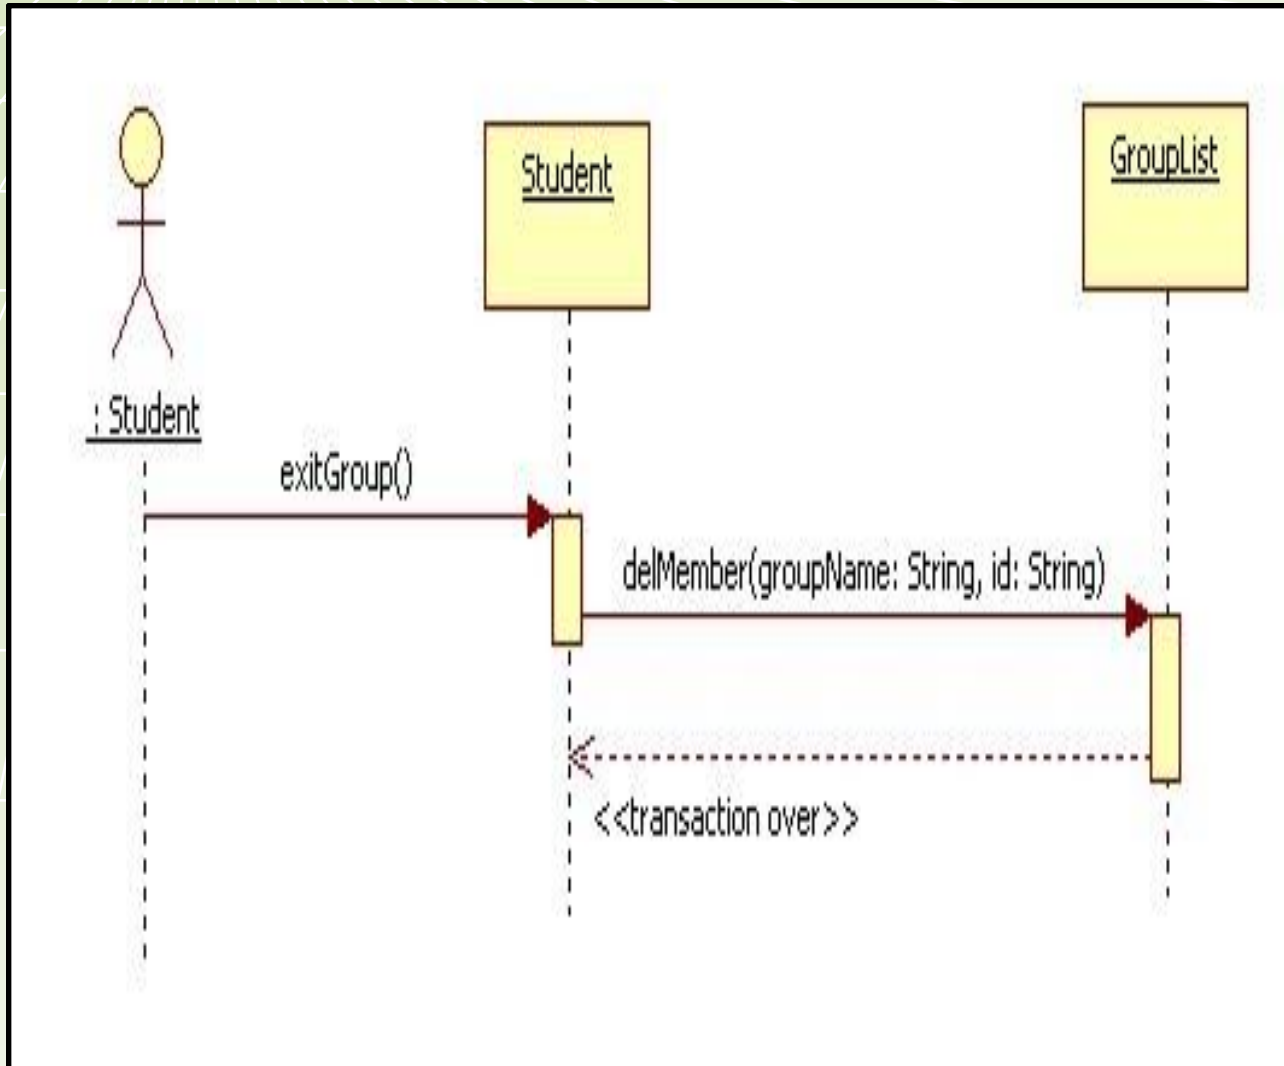 Student
GroupList
: Student
exitGroup()
delMember(groupName: String, id: String)
<<transaction over>>